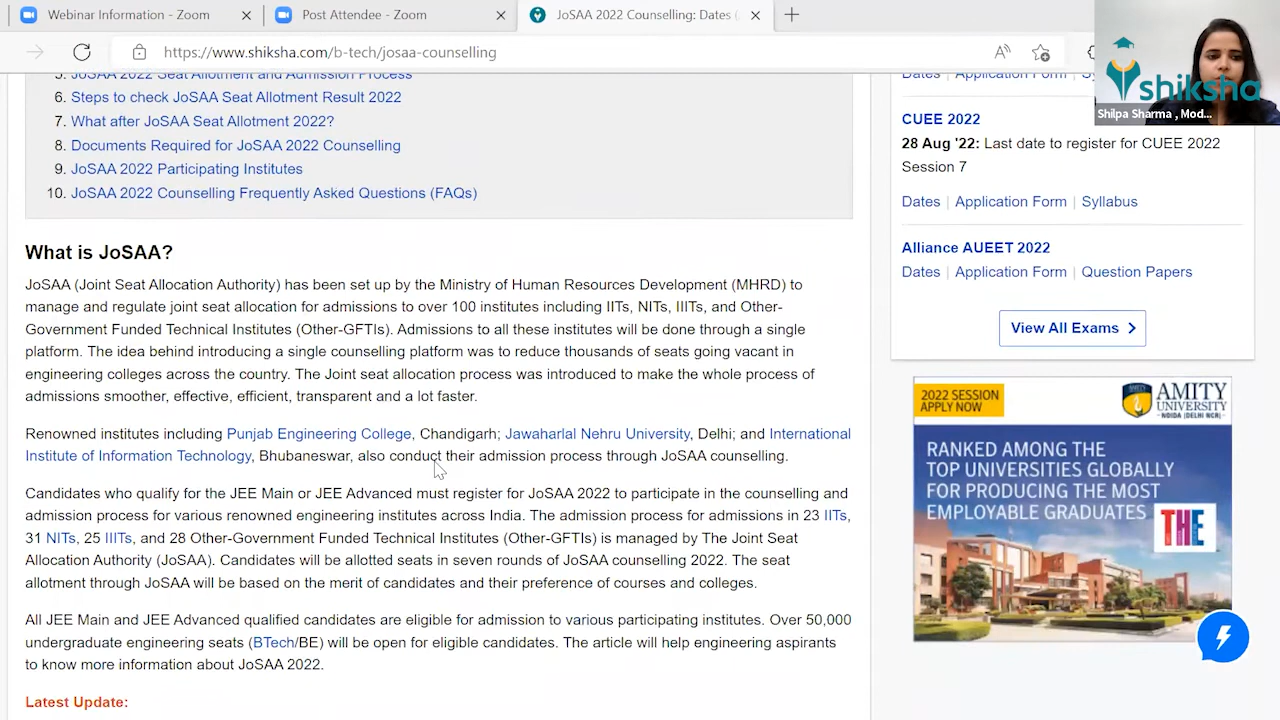 Webinar Information - Zoom
Post Attendee - Zoom
JoSAA 2022 Counselling: Dates (
https://www.shiksha.com/b-tech/josaa-counselling
shiksha
Shilpa Sharma , Mod...
5. JoSAA 2022 Seat Allotment and Admission Process
6. Steps to check JoSAA Seat Allotment Result 2022
7. What after JoSAA Seat Allotment 2022?
8. Documents Required for JoSAA 2022 Counselling
9. JoSAA 2022 Participating Institutes
10. JoSAA 2022 Counselling Frequently Asked Questions (FAQs)
What is JoSAA?
JoSAA (Joint Seat Allocation Authority) has been set up by the Ministry of Human Resources Development (MHRD) to
manage and regulate joint seat allocation for admissions to over 100 institutes including IITs, NITs, IIITs, and Other-
Government Funded Technical Institutes (Other-GFTIs). Admissions to all these institutes will be done through a single
platform. The idea behind introducing a single counselling platform was to reduce thousands of seats going vacant in
engineering colleges across the country. The Joint seat allocation process was introduced to make the whole process of
admissions smoother, effective, efficient, transparent and a lot faster.
Renowned institutes including Punjab Engineering College, Chandigarh; Jawaharlal Nehru University, Delhi; and International
Institute of Information Technology, Bhubaneswar, also conduct their admission process through JoSAA counselling.
Candidates who qualify for the JEE Main or JEE Advanced must register for JoSAA 2022 to participate in the counselling and
admission process for various renowned engineering institutes across India. The admission process for admissions in 23 IITs,
31 NITs, 25 IIITs, and 28 Other-Government Funded Technical Institutes (Other-GFTIs) is managed by The Joint Seat
Allocation Authority (JoSAA). Candidates will be allotted seats in seven rounds of JoSAA counselling 2022. The seat
allotment through JoSAA will be based on the merit of candidates and their preference of courses and colleges.
All JEE Main and JEE Advanced qualified candidates are eligible for admission to various participating institutes. Over 50,000
undergraduate engineering seats (BTech/BE) will be open for eligible candidates. The article will help engineering aspirants
to know more information about JoSAA 2022.
Latest Update:
Dates | Application Form | Sy
CUEE 2022
28 Aug '22: Last date to register for CUEE 2022
Session 7
Dates | Application Form | Syllabus
Alliance AUEET 2022
Dates | Application Form | Question Papers
View All Exams
2022 SESSION
APPLY NOW
AMITY
UNIVERSITY
NOIDA (DELHI NCR)
RANKED AMONG THE
TOP UNIVERSITIES GLOBALLY
FOR PRODUCING THE MOST
EMPLOYABLE GRADUATES
THE